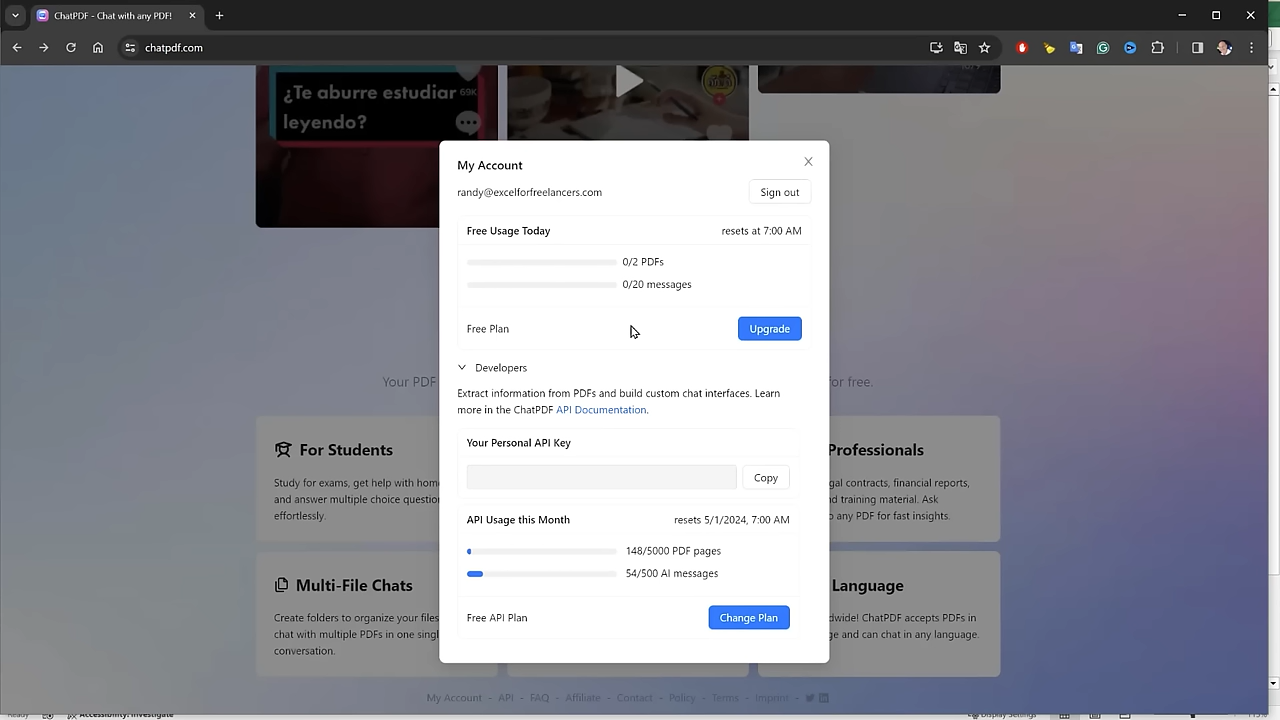 ChatPDF - Chat with any PDF!
chatpdf.com
¿Te aburre estudiar
leyendo?
69K
My Account
randy@excelforfreelancers.com
Sign out
Free Usage Today
resets at 7:00 AM
0/2 PDFs
0/20 messages
Free Plan
Upgrade
Developers
Your PDF
for free.
Extract information from PDFs and build custom chat interfaces. Learn
more in the ChatPDF API Documentation.
Your Personal API Key
Copy
API Usage this Month
resets 5/1/2024, 7:00 AM
148/5000 PDF pages
54/500 AI messages
Free API Plan
Change Plan
For Students
Study for exams, get help with hom
and answer multiple choice question
effortlessly.
Professionals
gal contracts, financial reports,
d training material. Ask
o any PDF for fast insights.
Multi-File Chats
Create folders to organize your files
chat with multiple PDFs in one singl
conversation.
Language
dwide! ChatPDF accepts PDFs in
ge and can chat in any language.
My Account - API - FAQ - Affiliate - Contact - Policy - Terms - Imprint -
Ready
Accessibility: Investigate
Display Settings